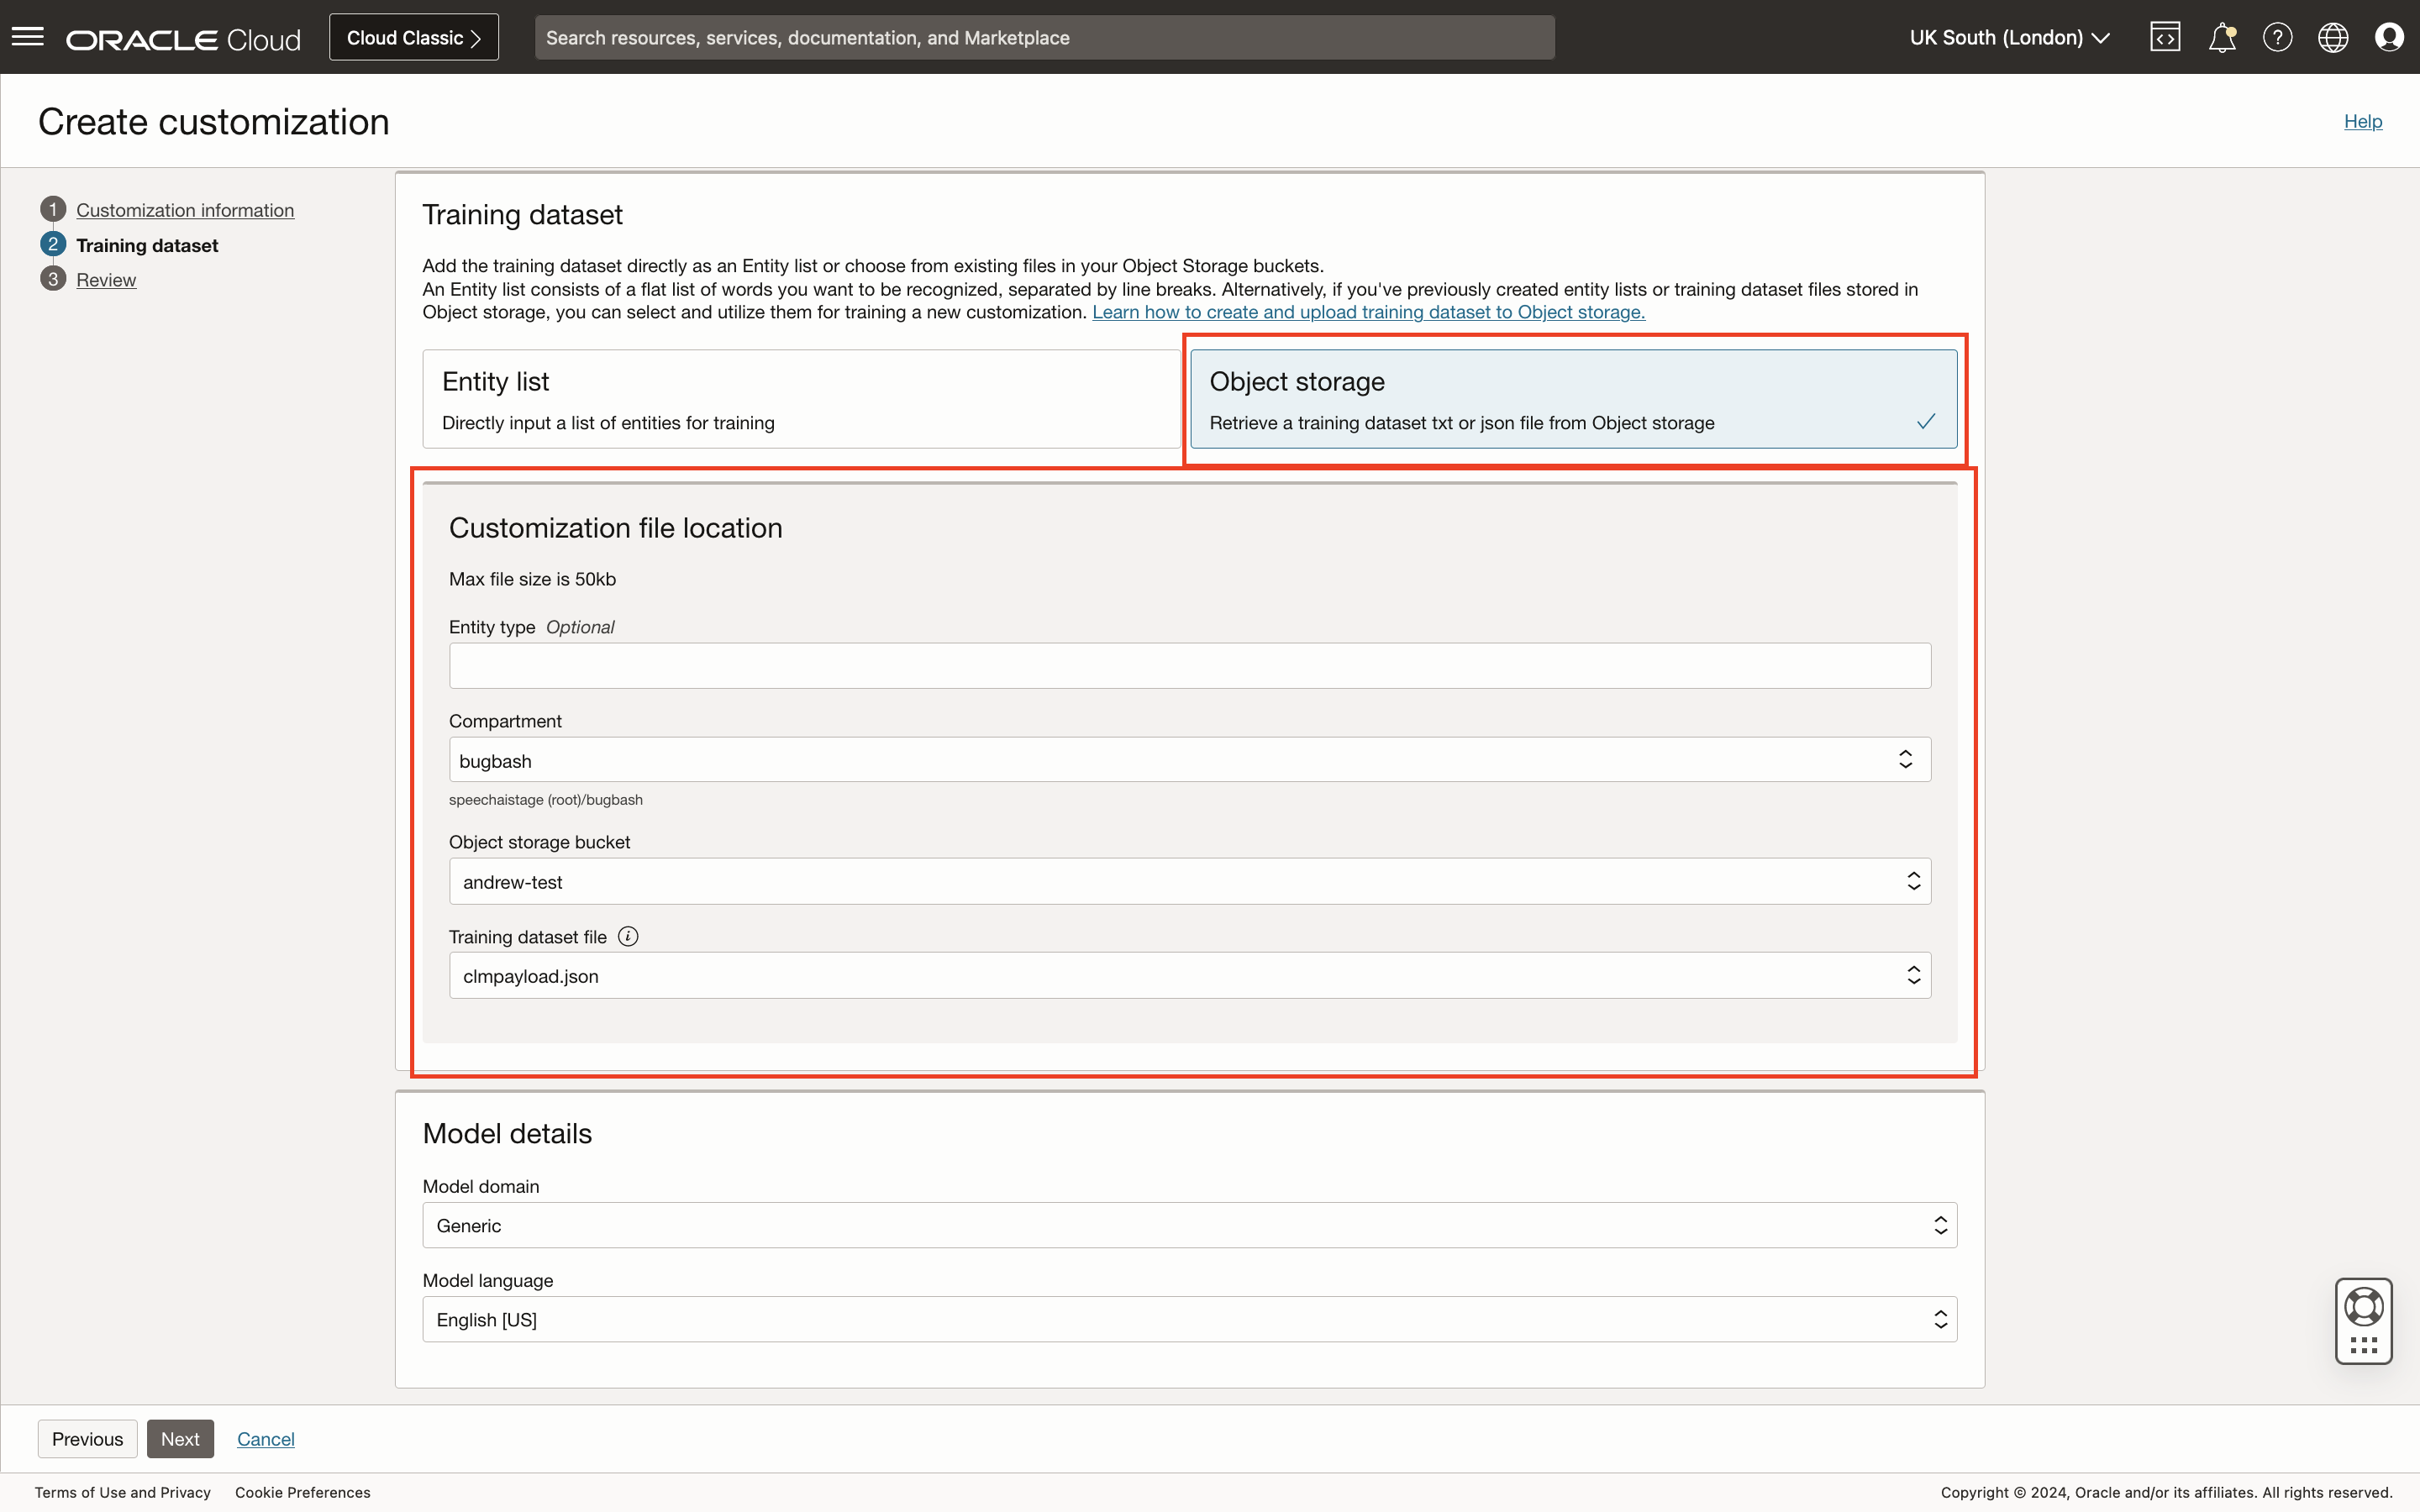 ORACLE Cloud
Cloud Classic
Search resources, services, documentation, and Marketplace
UK South (London)
Create customization
Help
1 Customization information
2 Training dataset
3 Review
Training dataset
Add the training dataset directly as an Entity list or choose from existing files in your Object Storage buckets.
An Entity list consists of a flat list of words you want to be recognized, separated by line breaks. Alternatively, if you've previously created entity lists or training dataset files stored in
Object storage, you can select and utilize them for training a new customization. Learn how to create and upload training dataset to Object storage.
Entity list
Directly input a list of entities for training
Object storage
Retrieve a training dataset txt or json file from Object storage
Customization file location
Max file size is 50kb
Entity type Optional
Compartment
bugbash
speechaistage (root)/bugbash
Object storage bucket
andrew-test
Training dataset file
clmpayload.json
Model details
Model domain
Generic
Model language
English [US]
Previous
Next
Cancel
Terms of Use and Privacy
Cookie Preferences
Copyright © 2024, Oracle and/or its affiliates. All rights reserved.